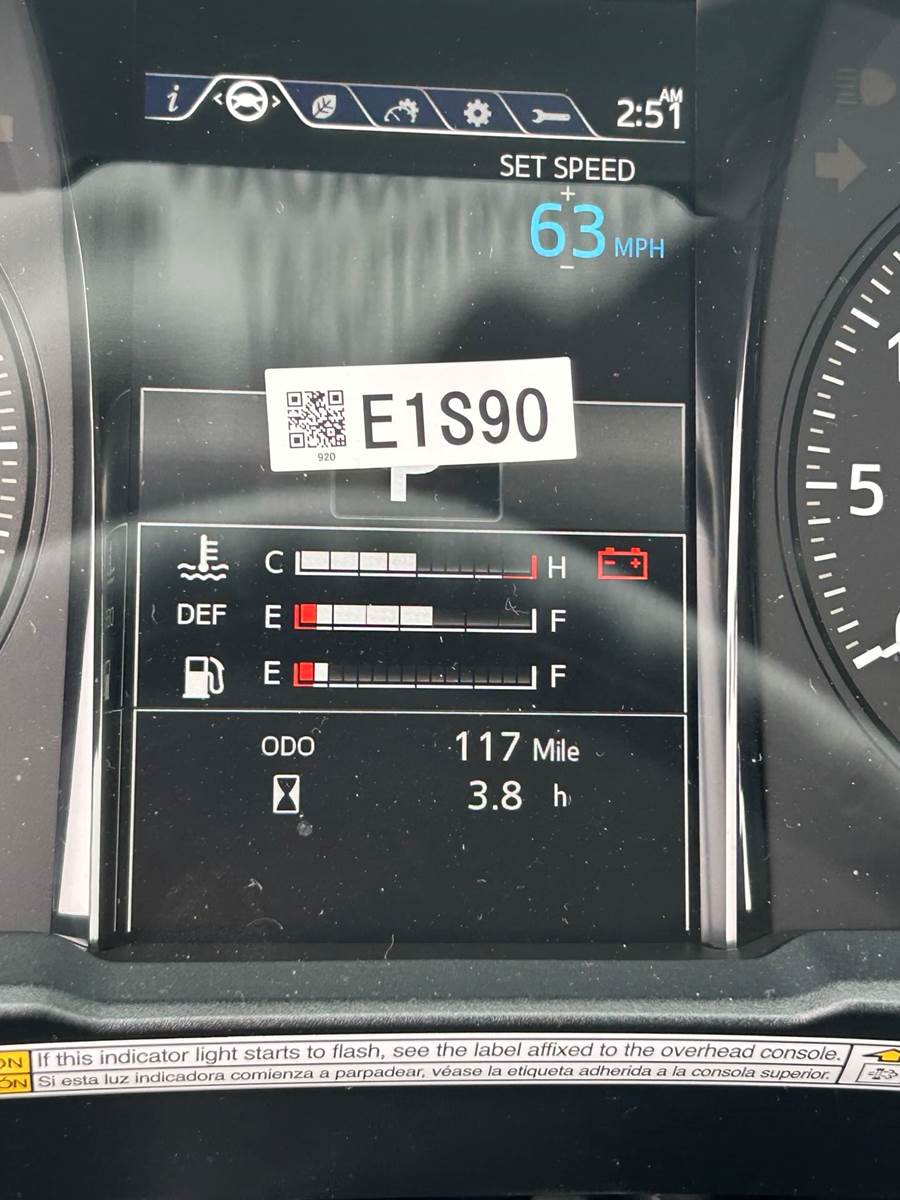 i
AM
2:51
SET SPEED
+
63 MPH
−
E1S90
920
P
C H
DEF E F
E F
ODO 117 Mile
3.8 h
5
ON If this indicator light starts to flash, see the label affixed to the overhead console.
ÓN Si esta luz indicadora comienza a parpadear, véase la etiqueta adherida a la consola superior.